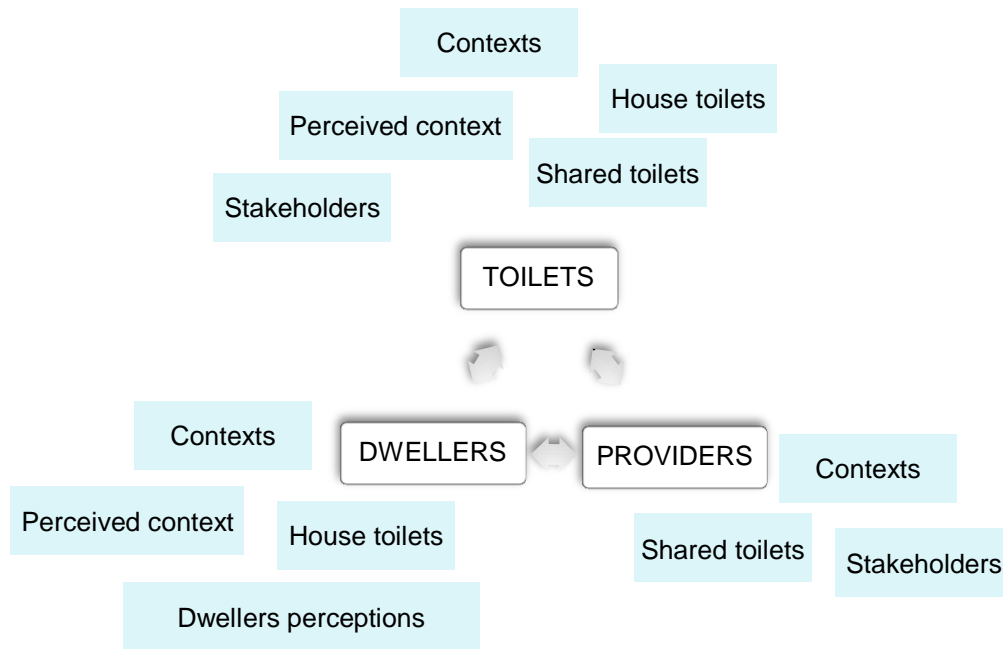 Contexts
House toilets
Perceived context
Shared toilets
Stakeholders
TOILETS
Contexts
DWELLERS
PROVIDERS
Contexts
Perceived context
House toilets
Shared toilets
Stakeholders
Dwellers perceptions